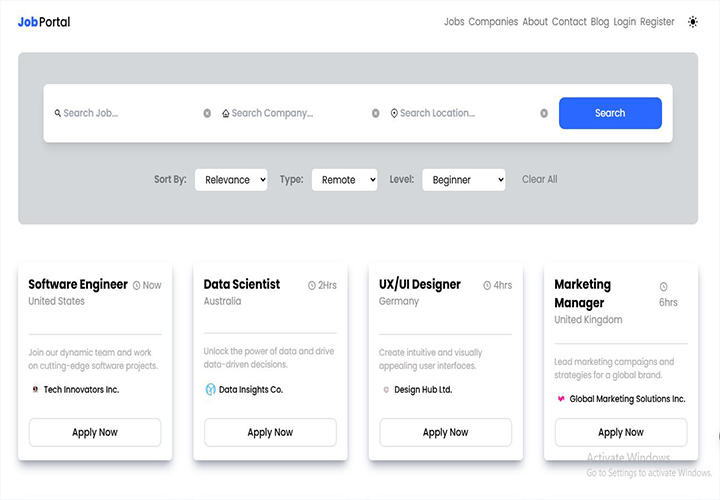 JobPortal
Jobs Companies About Contact Blog Login Register
Search Job...
Search Company...
Search Location...
Search
Sort By: Relevance Type: Remote Level: Beginner Clear All
Software Engineer Now
United States
Join our dynamic team and work
on cutting-edge software projects.
Tech Innovators Inc.
Apply Now
Data Scientist 2Hrs
Australia
Unlock the power of data and drive
data-driven decisions.
Data Insights Co.
Apply Now
UX/UI Designer 4hrs
Germany
Create intuitive and visually
appealing user interfaces.
Design Hub Ltd.
Apply Now
Marketing
Manager 6hrs
United Kingdom
Lead marketing campaigns and
strategies for a global brand.
Global Marketing Solutions Inc.
Apply Now
Activate Windows
Go to Settings to activate Windows.